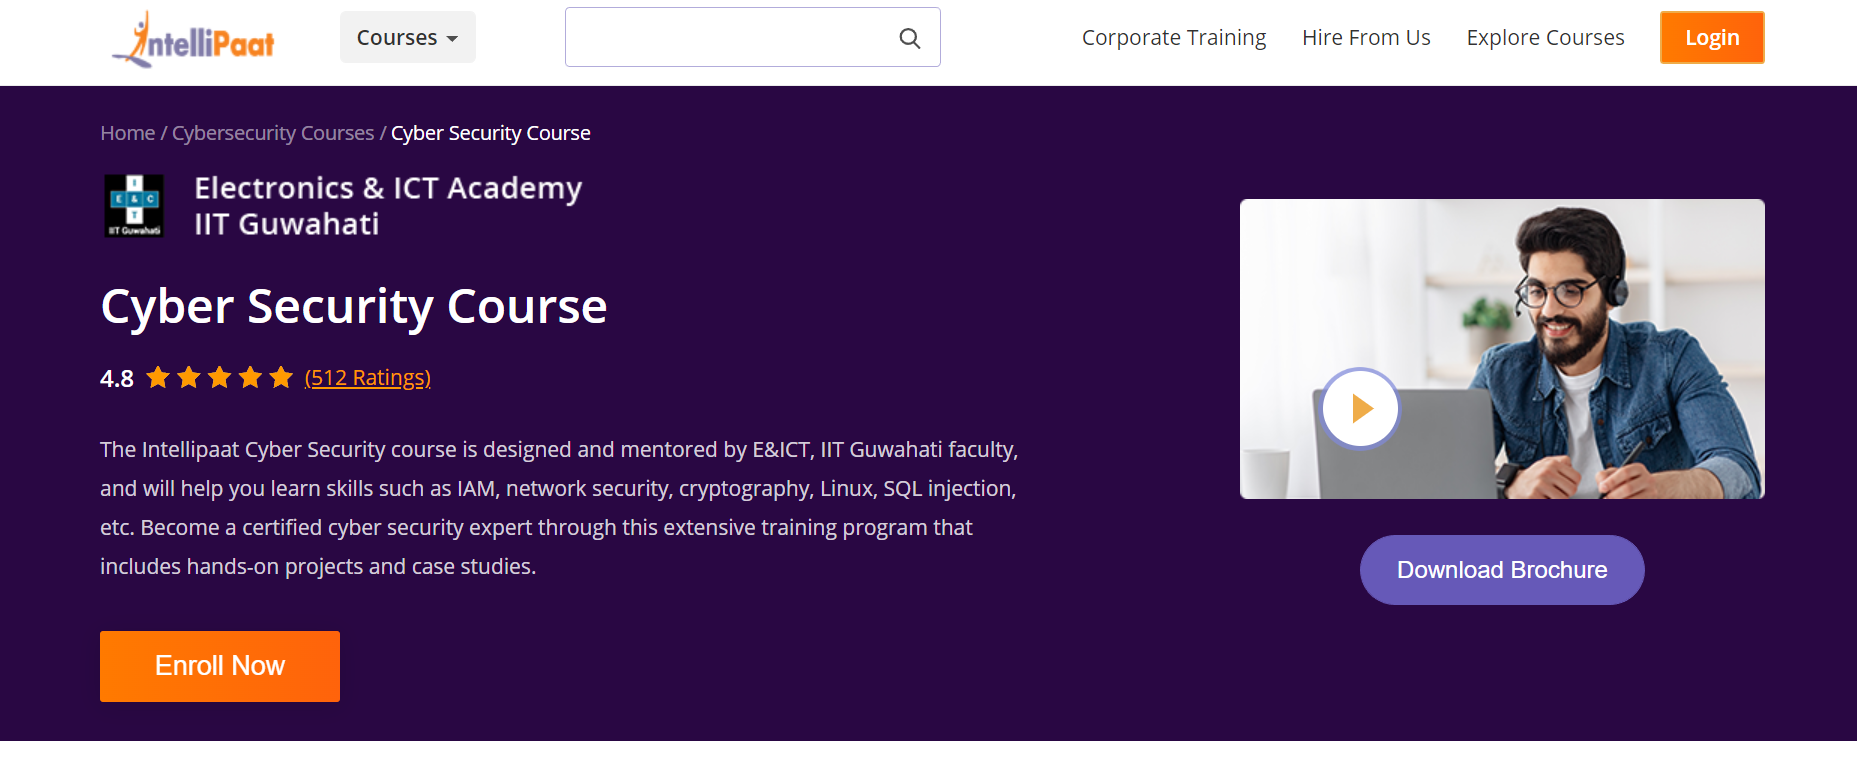 IntelliPaat
Courses
Corporate Training
Hire From Us
Explore Courses
Login
Home / Cybersecurity Courses / Cyber Security Course
I
E & C
T
IIT Guwahati
Electronics & ICT Academy
IIT Guwahati
Cyber Security Course
4.8 (512 Ratings)
The Intellipaat Cyber Security course is designed and mentored by E&ICT, IIT Guwahati faculty,
and will help you learn skills such as IAM, network security, cryptography, Linux, SQL injection,
etc. Become a certified cyber security expert through this extensive training program that
includes hands-on projects and case studies.
Download Brochure
Enroll Now